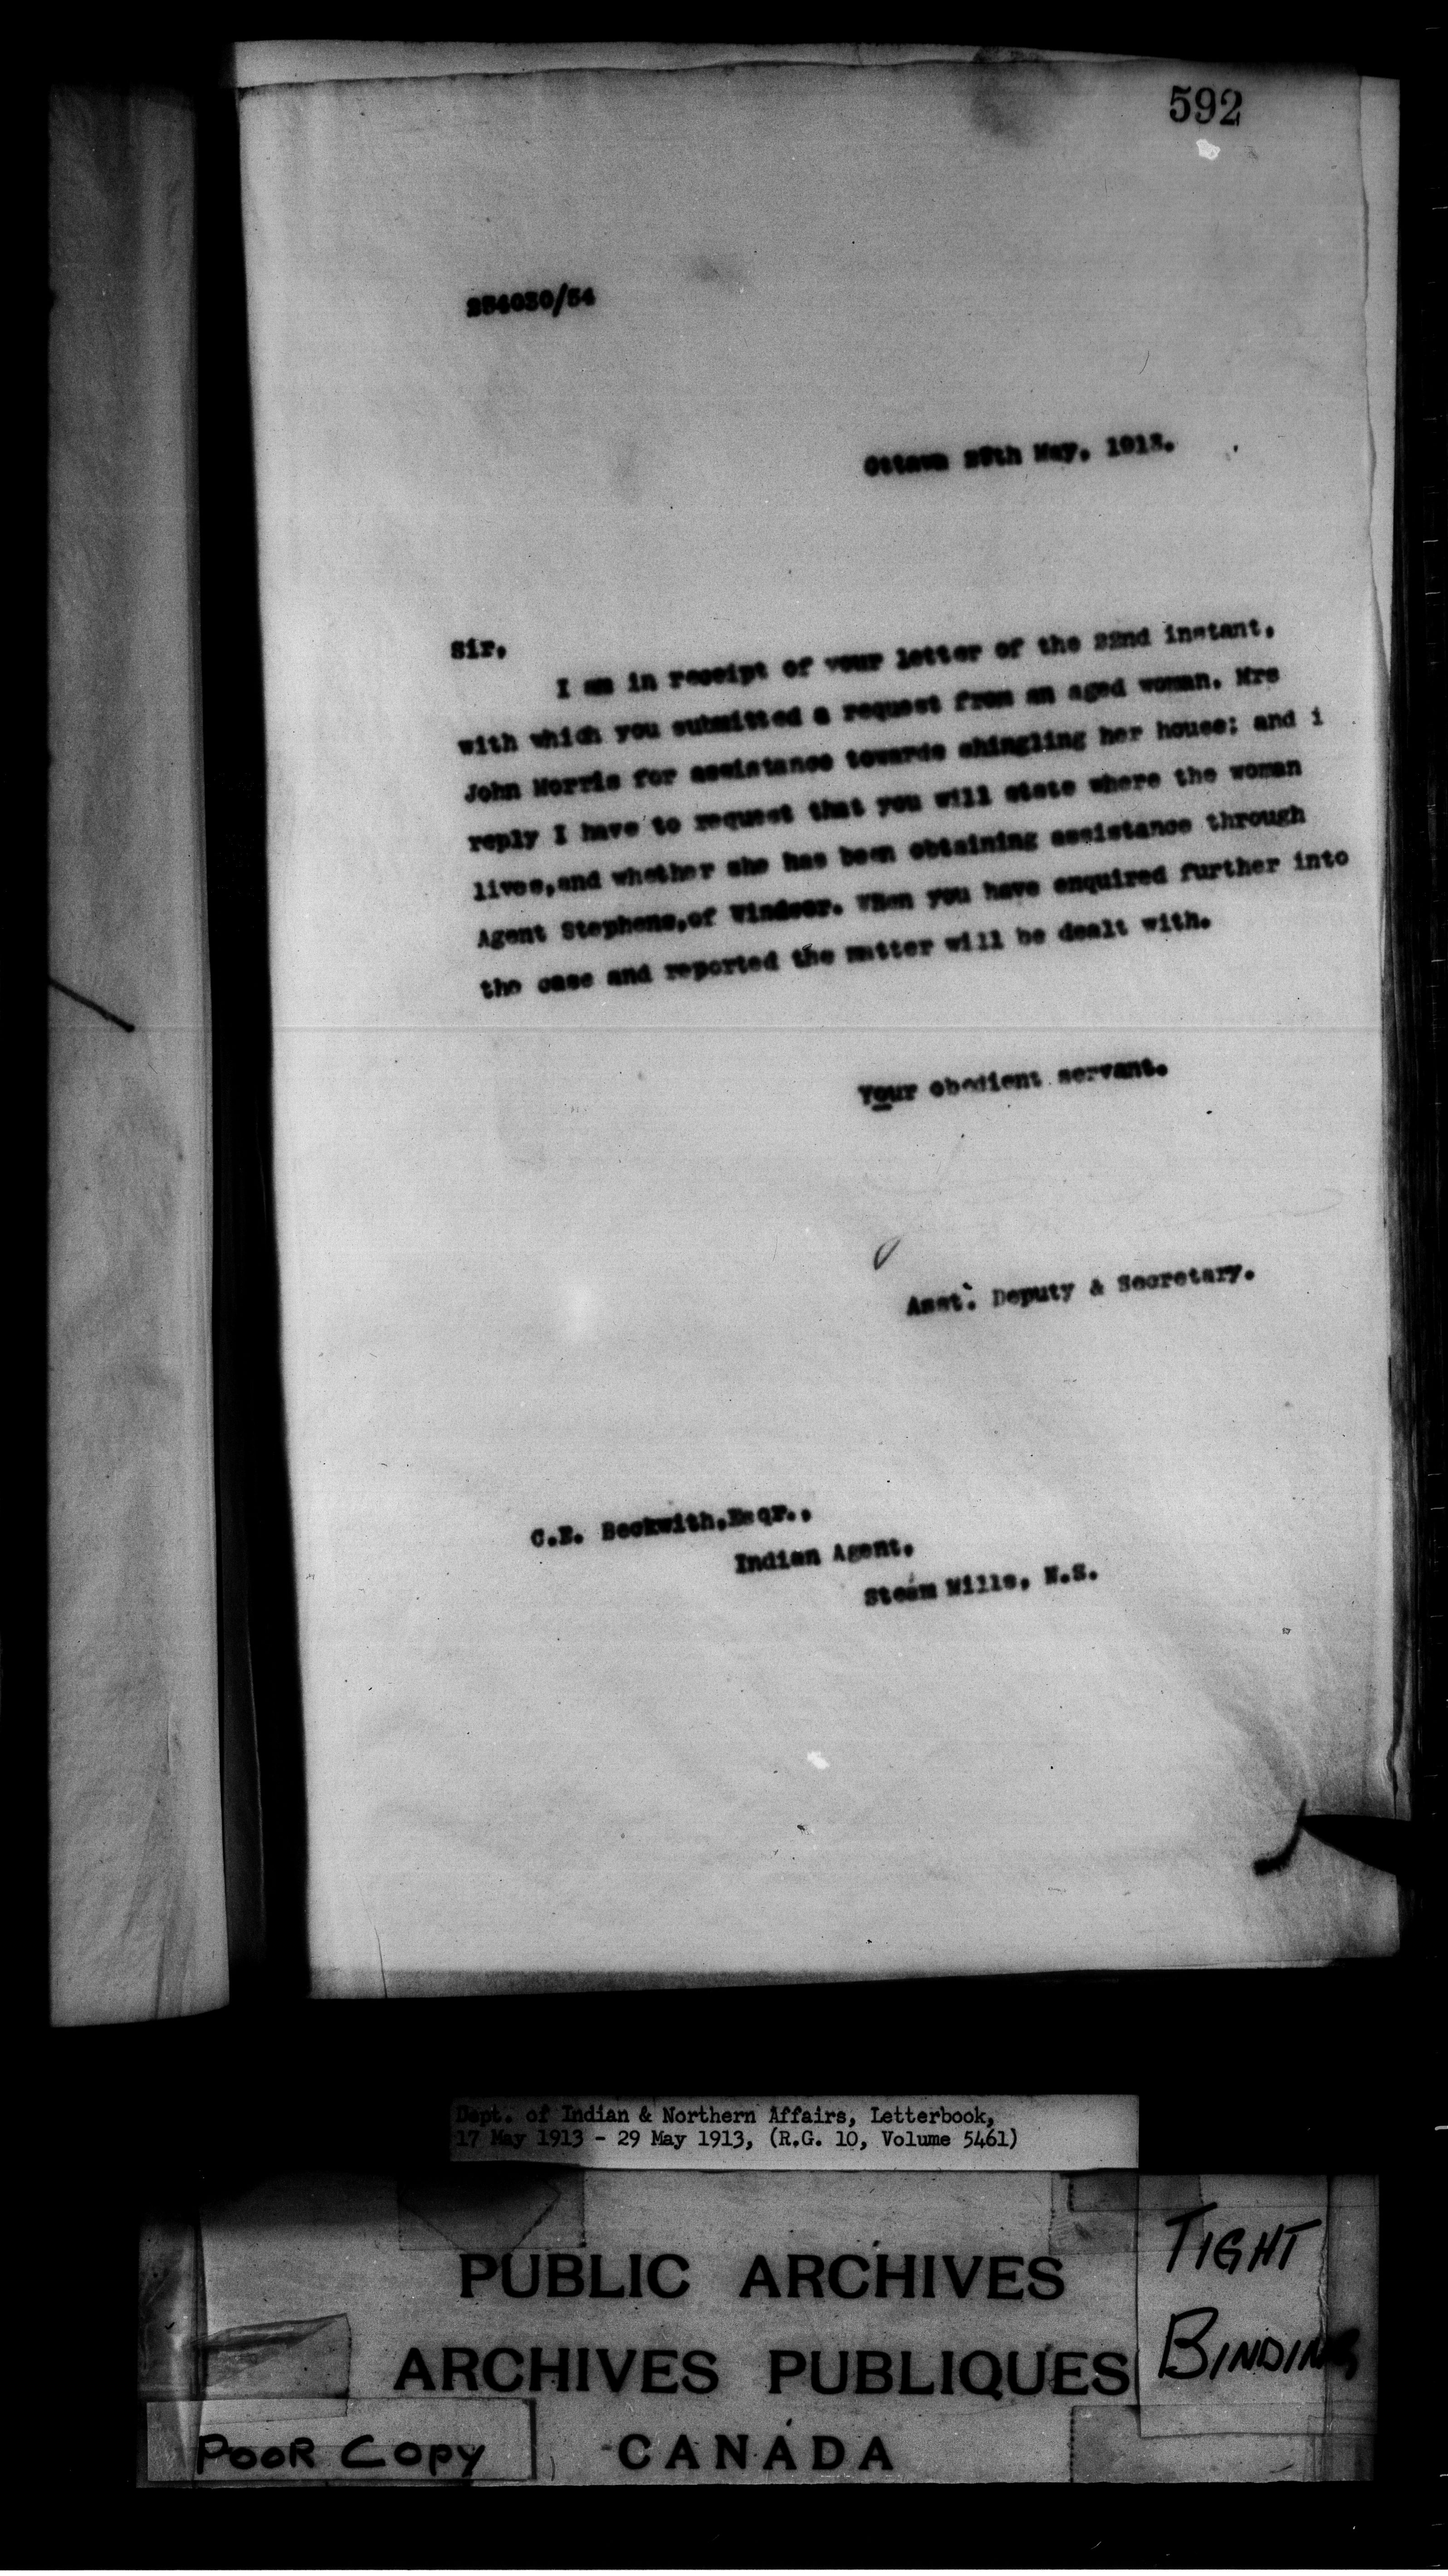 592
254030/54
Ottawa th May, 1913.
Sir,
I am in receipt of your letter of the 22nd instant,
with which you submitted a request from an aged woman. Mrs
John Morris for assistance towards shingling her house; and i
reply I have to request that you will state where the woman
lives,and whether she has been obtaining assistance through
Agent Stephens,of Windsor. When you have enquired further into
the case and reported the matter will be dealt with.
Your obedient servant.
Asst. Deputy & Secretary.
C.E. Beckwith,Esqr.,
Indian Agent.
Steam Mills, N.S.
Dept. of Indian & Northern Affairs, Letterbook,
17 May 1913 - 29 May 1913, (R.G. 10, Volume 5461)
PUBLIC ARCHIVES
ARCHIVES PUBLIQUES
CANADA
TIGHT
BINDING
POOR COPY